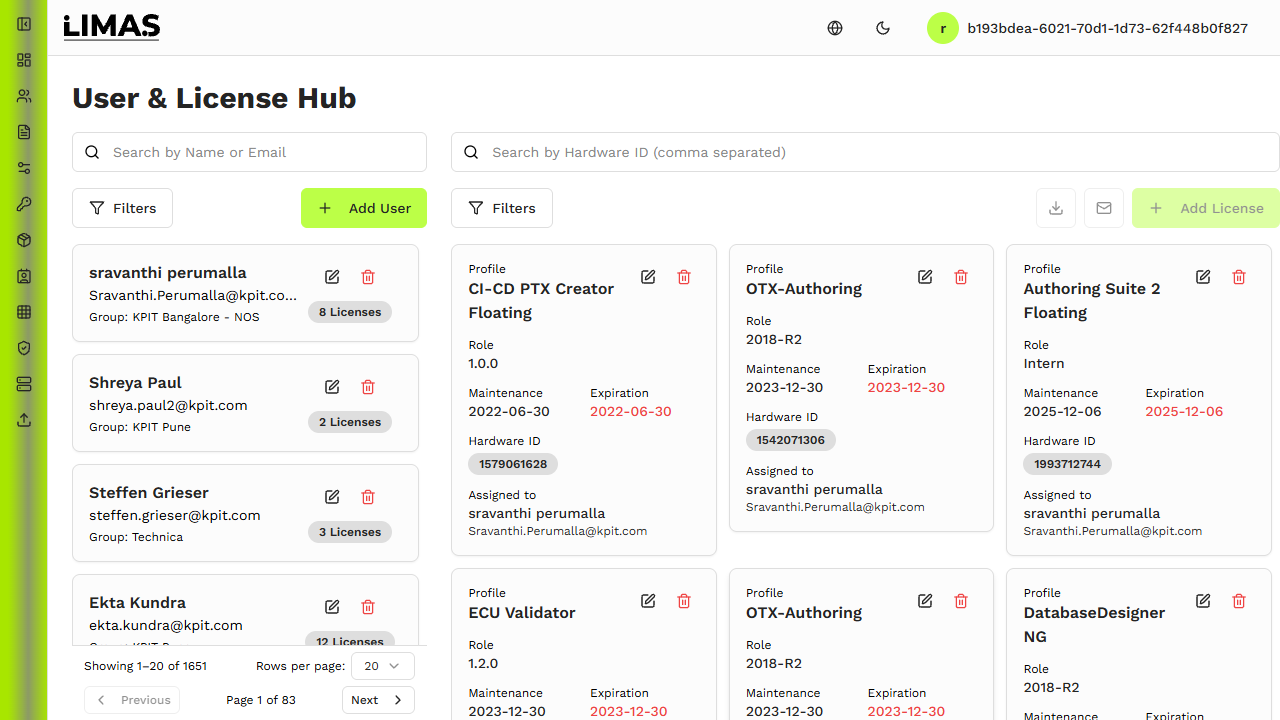 LIMAS
r
b193bdea-6021-70d1-1d73-62f448b0f827
User & License Hub
Search by Name or Email
Filters
Add User
sravanthi perumalla
Sravanthi.Perumalla@kpit.co...
Group: KPIT Bangalore - NOS
8 Licenses
Shreya Paul
shreya.paul2@kpit.com
Group: KPIT Pune
2 Licenses
Steffen Grieser
steffen.grieser@kpit.com
Group: Technica
3 Licenses
Ekta Kundra
ekta.kundra@kpit.com
12 Licenses
Showing 1–20 of 1651
Rows per page:
20
Previous
Page 1 of 83
Next
Search by Hardware ID (comma separated)
Filters
Add License
Profile
CI-CD PTX Creator
Floating
Role
1.0.0
Maintenance
2022-06-30
Expiration
2022-06-30
Hardware ID
1579061628
Assigned to
sravanthi perumalla
Sravanthi.Perumalla@kpit.com
Profile
OTX-Authoring
Role
2018-R2
Maintenance
2023-12-30
Expiration
2023-12-30
Hardware ID
1542071306
Assigned to
sravanthi perumalla
Sravanthi.Perumalla@kpit.com
Profile
Authoring Suite 2
Floating
Role
Intern
Maintenance
2025-12-06
Expiration
2025-12-06
Hardware ID
1993712744
Assigned to
sravanthi perumalla
Sravanthi.Perumalla@kpit.com
Profile
ECU Validator
Role
1.2.0
Maintenance
2023-12-30
Expiration
2023-12-30
Profile
OTX-Authoring
Role
2018-R2
Maintenance
2023-12-30
Expiration
2023-12-30
Profile
DatabaseDesigner
NG
Role
2018-R2
Maintenance
Expiration